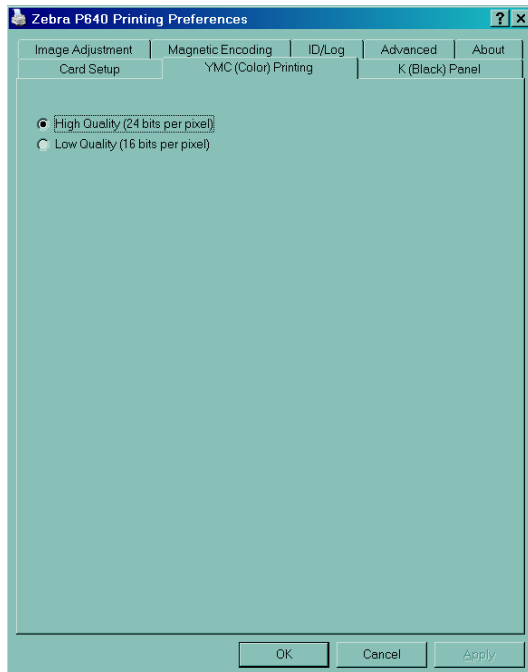 Zebra P640 Printing Preferences
Image Adjustment Magnetic Encoding ID/Log Advanced About
Card Setup YMC (Color) Printing K (Black) Panel
High Quality (24 bits per pixel)
Low Quality (16 bits per pixel)
OK Cancel Apply